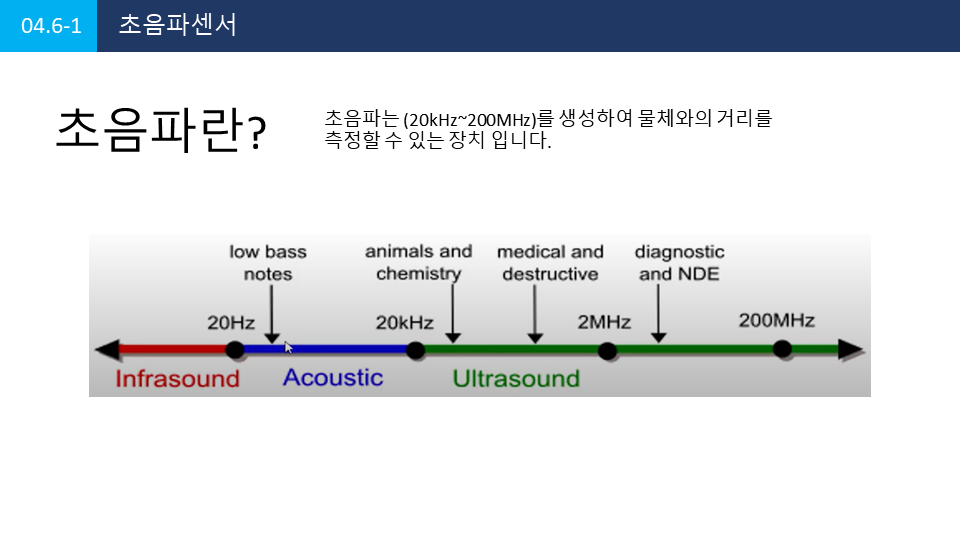 04.6-1 초음파센서
초음파란?
초음파는 (20kHz~200MHz)를 생성하여 물체와의 거리를
측정할 수 있는 장치 입니다.
low bass
notes
animals and
chemistry
medical and
destructive
diagnostic
and NDE
20Hz
20kHz
2MHz
200MHz
Infrasound
Acoustic
Ultrasound